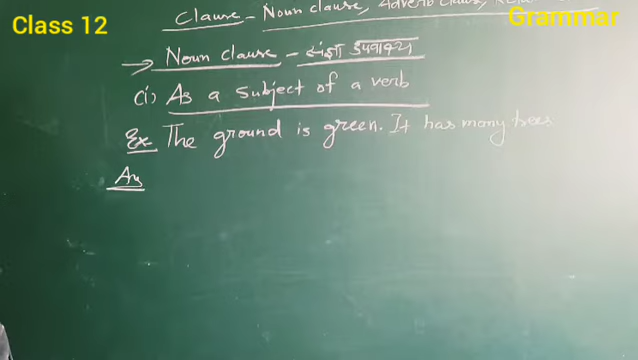 Class 12
Grammar
Clause - Noun clause, Adverb clause,
→ Noun clause - संज्ञा उपवाक्य
(i) As a subject of a verb
Ex. The ground is green. It has many trees
Ans